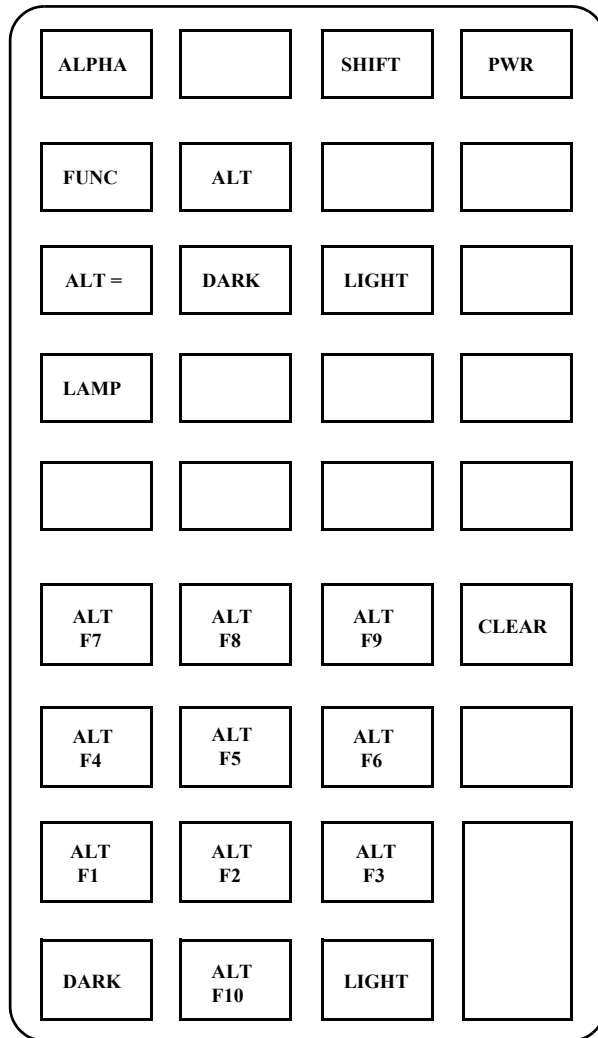 ALPHA SHIFT PWR
FUNC ALT
ALT = DARK LIGHT
LAMP
ALT ALT ALT CLEAR
F7 F8 F9
ALT ALT ALT
F4 F5 F6
ALT ALT ALT
F1 F2 F3
DARK ALT LIGHT
F10